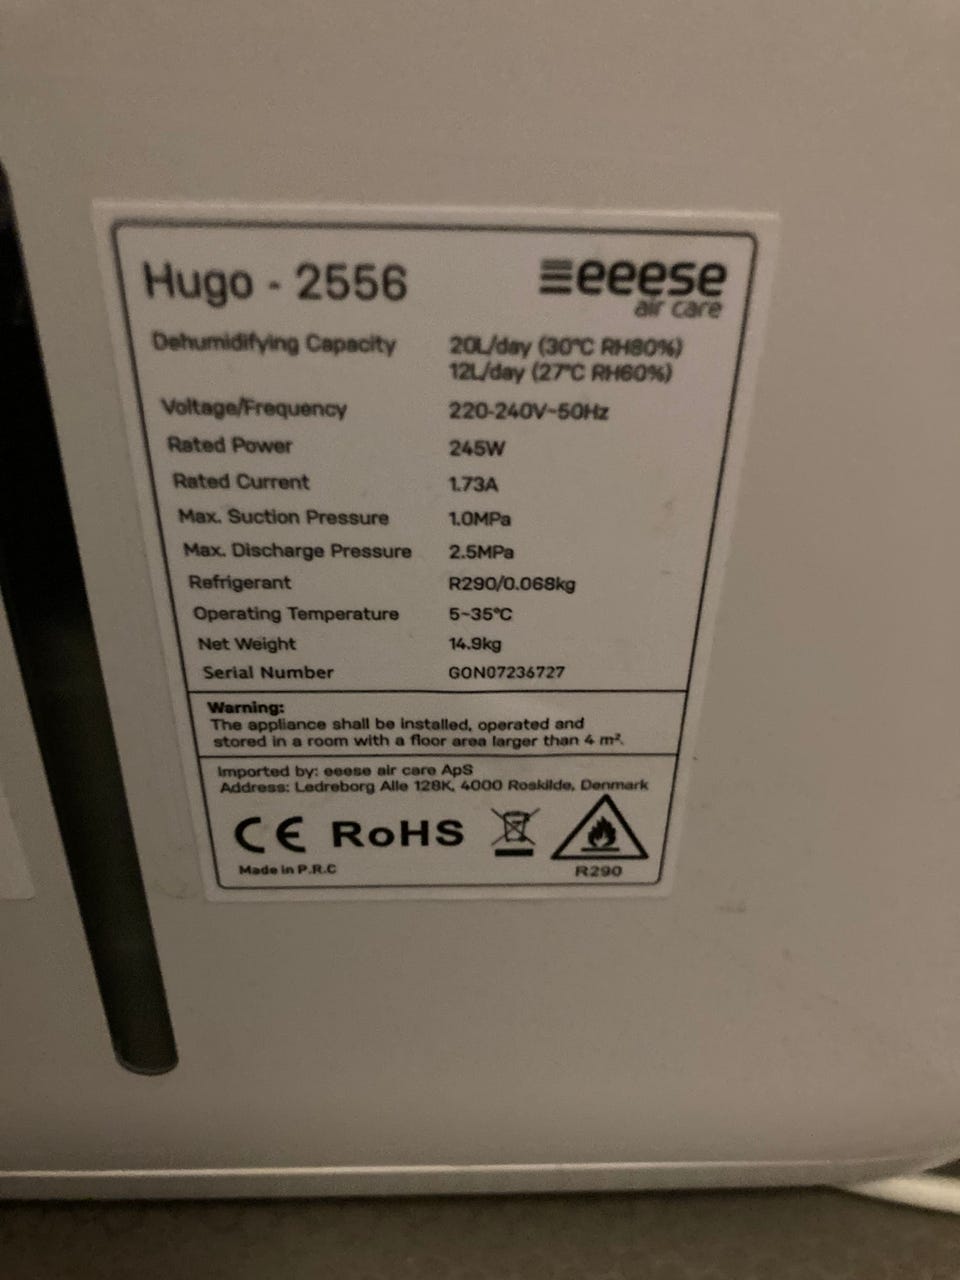 Hugo - 2556
eeese
air care
Dehumidifying Capacity 20L/day (30°C RH80%)
12L/day (27°C RH60%)
Voltage/Frequency 220-240V~50Hz
Rated Power 245W
Rated Current 1.73A
Max. Suction Pressure 1.0MPa
Max. Discharge Pressure 2.5MPa
Refrigerant R290/0.068kg
Operating Temperature 5~35°C
Net Weight 14.9kg
Serial Number GON07236727
Warning:
The appliance shall be installed, operated and
stored in a room with a floor area larger than 4 m².
Imported by: eeese air care ApS
Address: Ledreborg Alle 128K, 4000 Roskilde, Denmark
CE RoHS
Made in P.R.C
R290